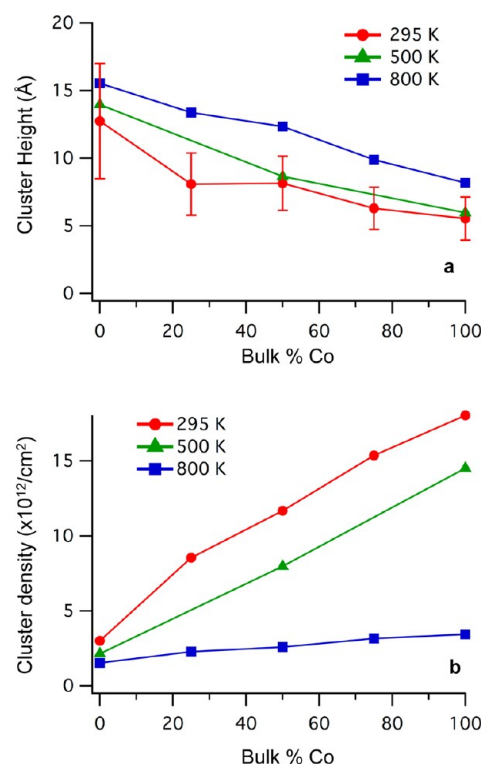 20
15
10
5
0
Cluster Height (Å)
295 K
500 K
800 K
a
0 20 40 60 80 100
Bulk % Co
15
10
5
0
Cluster density (x10¹²/cm²)
295 K
500 K
800 K
b
0 20 40 60 80 100
Bulk % Co